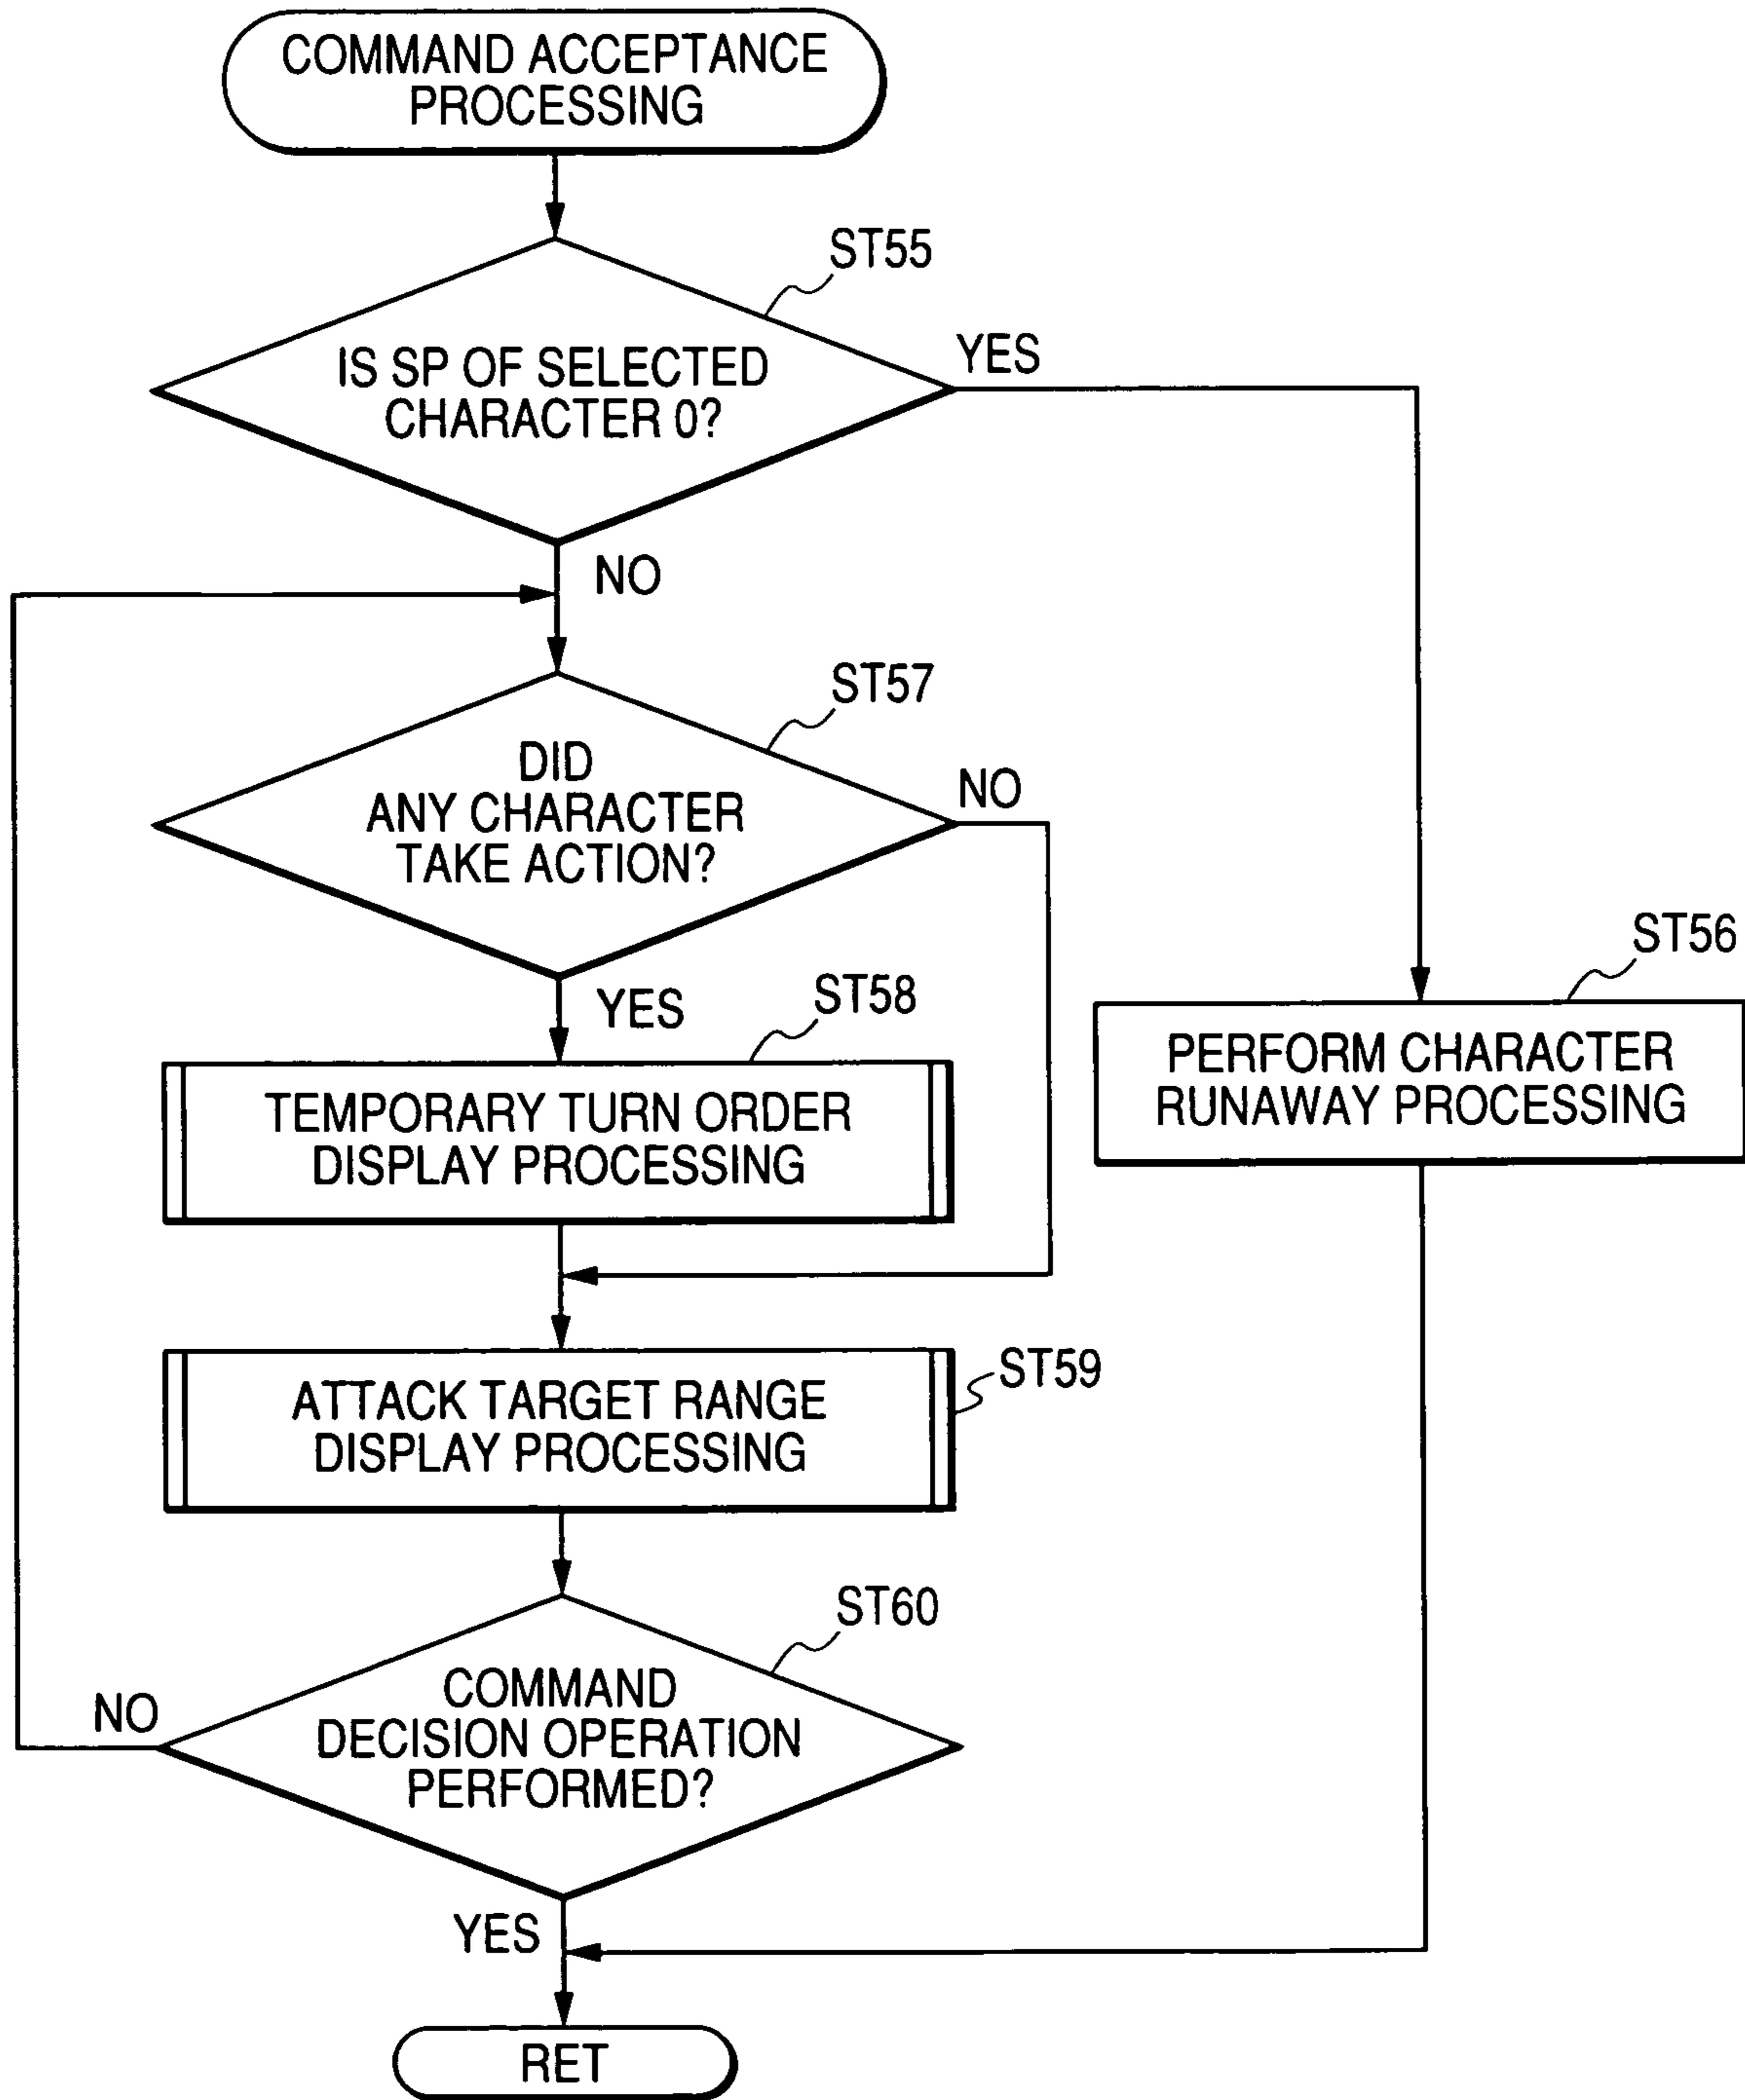 COMMAND ACCEPTANCE
PROCESSING
ST55
IS SP OF SELECTED
CHARACTER 0?
YES
NO
ST57
DID
ANY CHARACTER
TAKE ACTION?
NO
YES
ST58
TEMPORARY TURN ORDER
DISPLAY PROCESSING
ST56
PERFORM CHARACTER
RUNAWAY PROCESSING
ST59
ATTACK TARGET RANGE
DISPLAY PROCESSING
ST60
COMMAND
DECISION OPERATION
PERFORMED?
NO
YES
RET